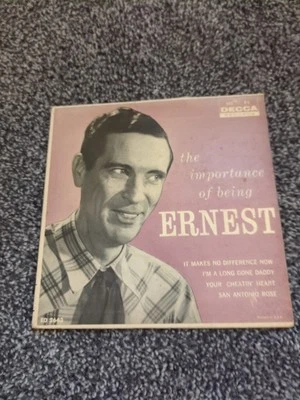 DECCA
RECORDS
the
importance
of being
ERNEST
IT MAKES NO DIFFERENCE NOW
I'M A LONG GONE DADDY
YOUR CHEATIN' HEART
SAN ANTONIO ROSE